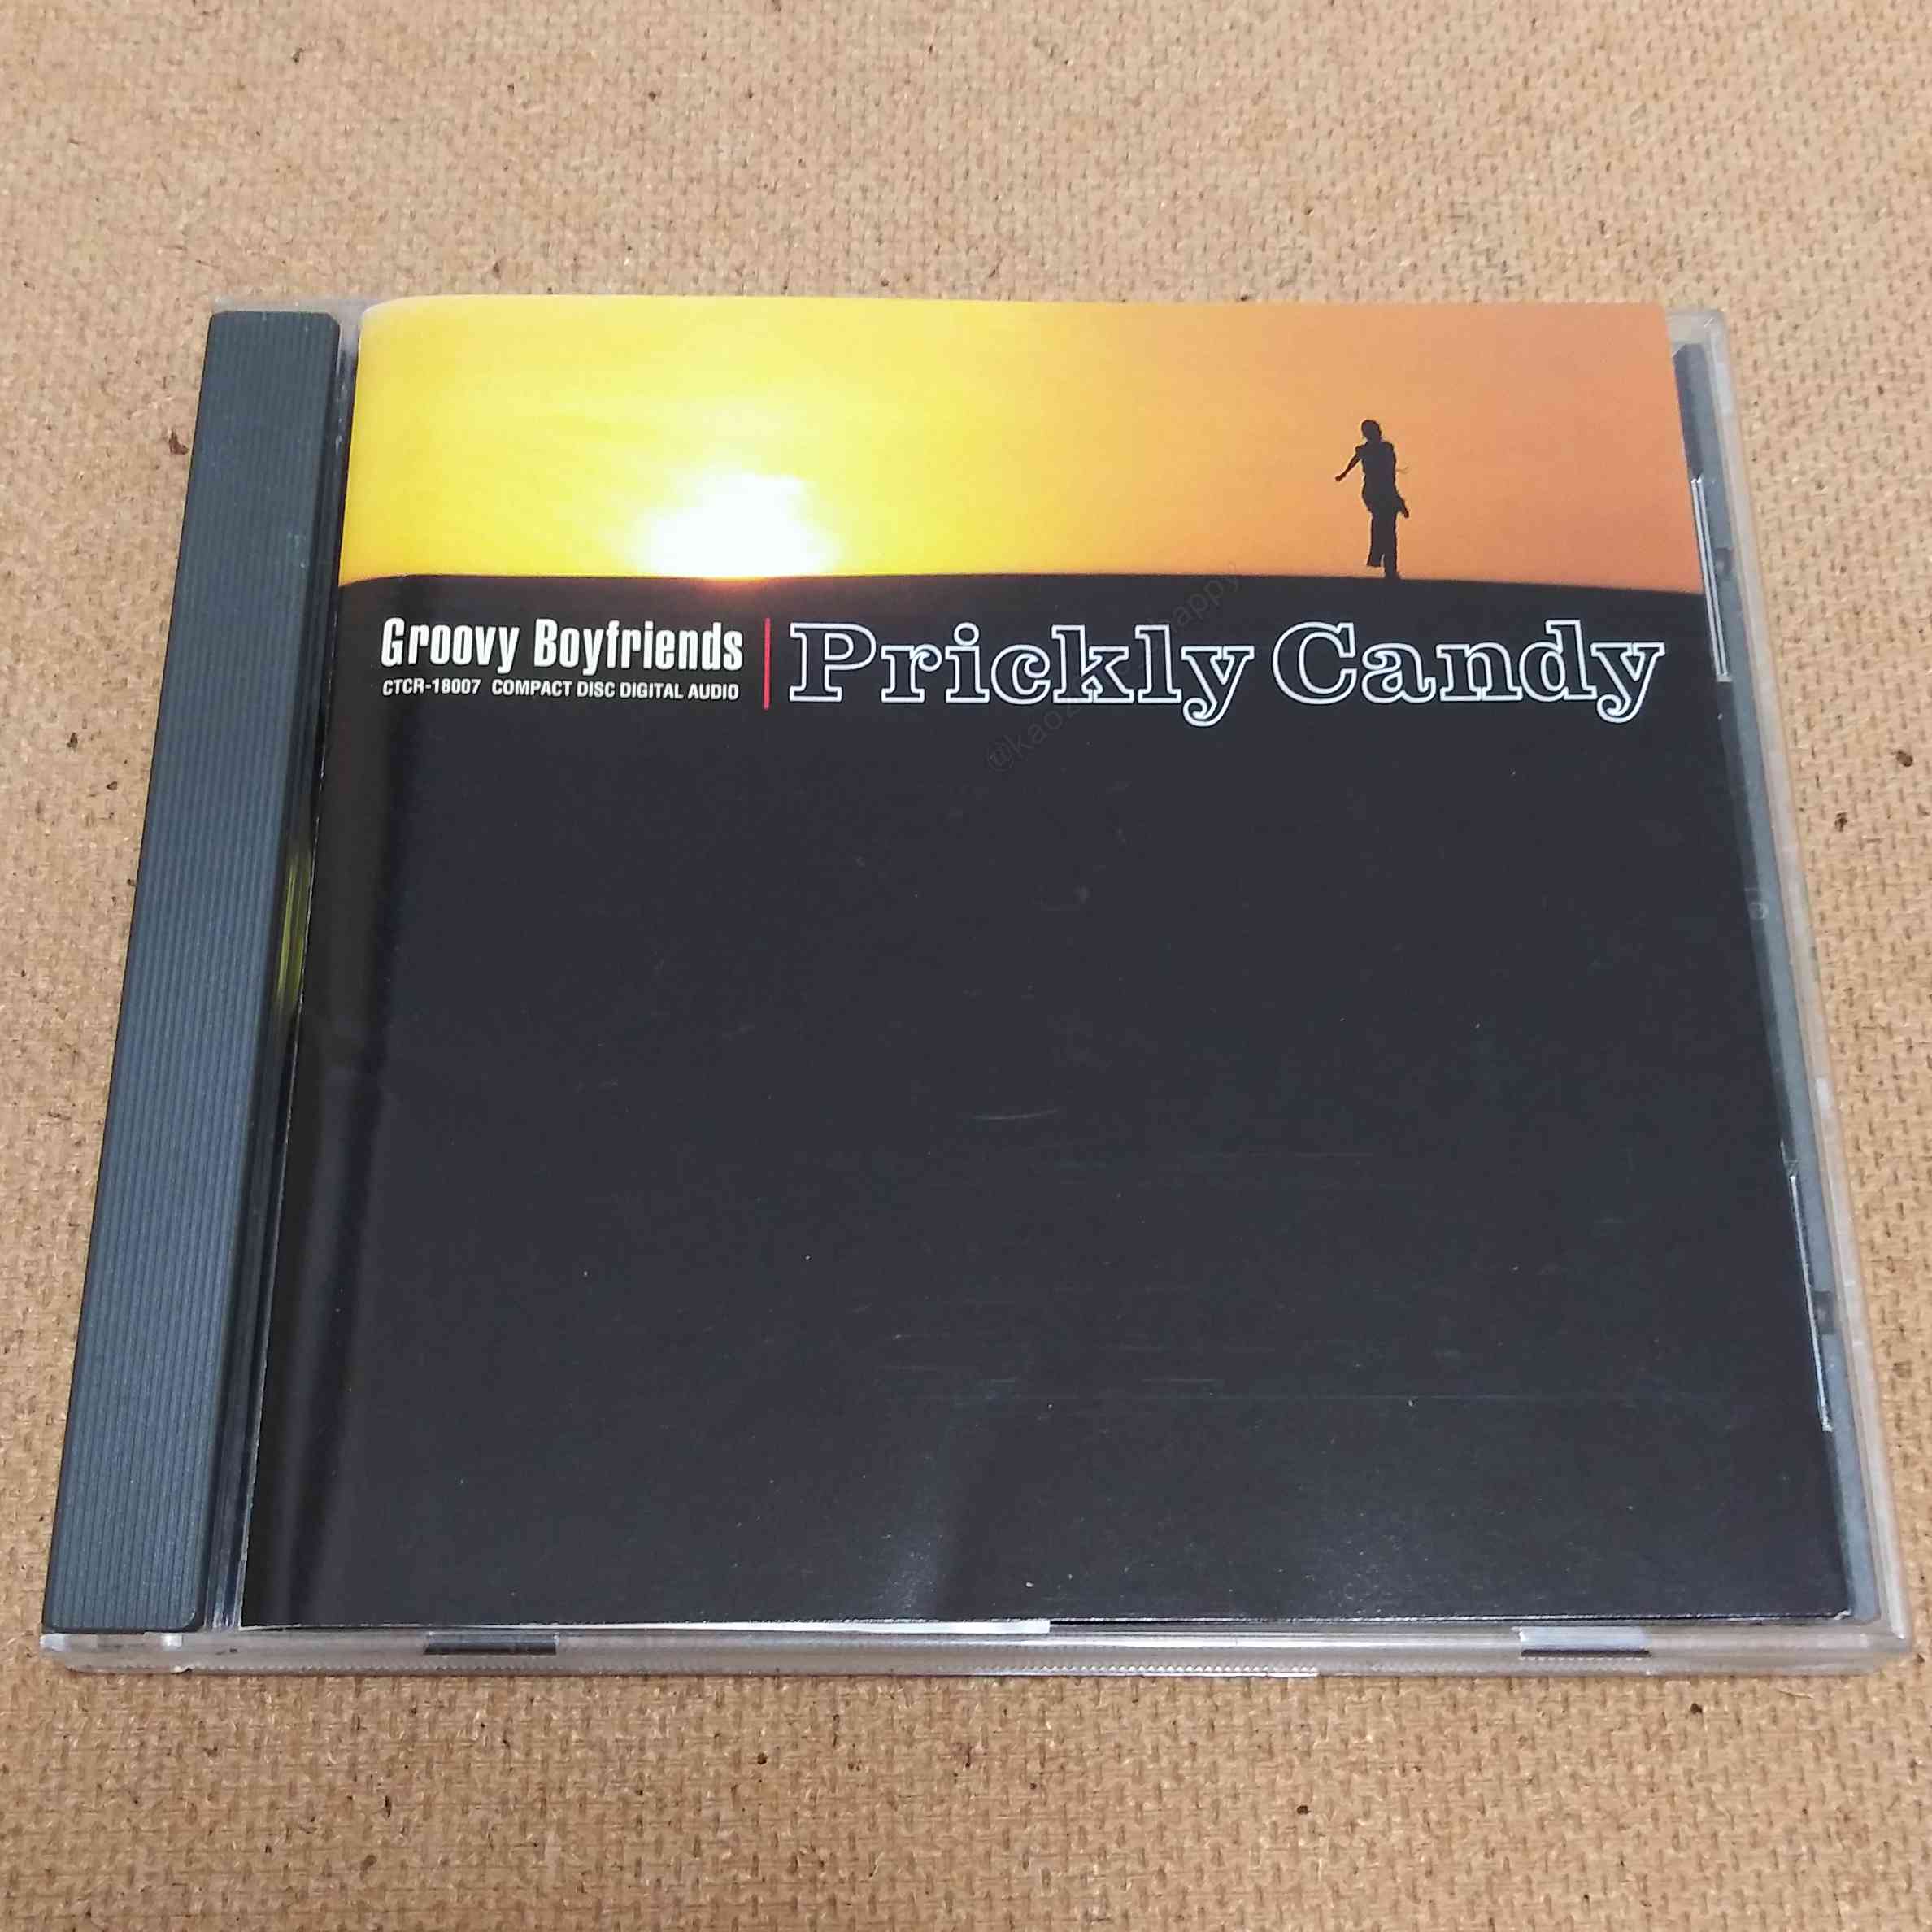 Groovy Boyfriends
CTCR-18007 COMPACT DISC DIGITAL AUDIO
Prickly Candy